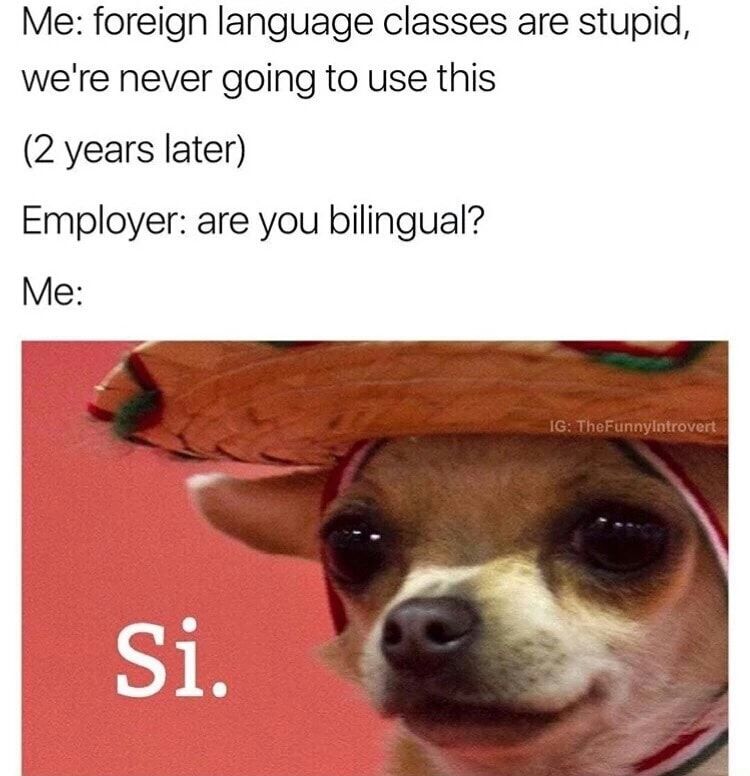 Me: foreign language classes are stupid,
we're never going to use this
(2 years later)
Employer: are you bilingual?
Me:
IG: TheFunnyIntrovert
Si.